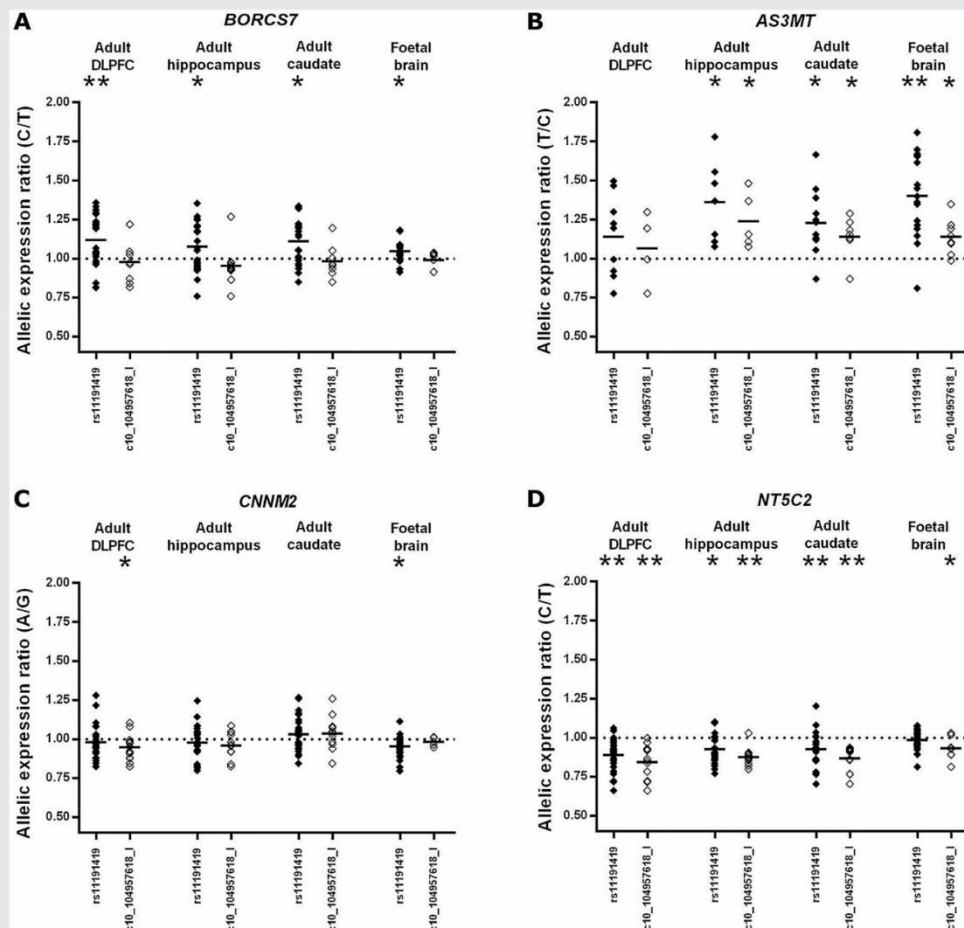 A
BORCS7
Adult DLPFC
Adult hippocampus
Adult caudate
Foetal brain
** * * *
Allelic expression ratio (C/T)
2.00
1.75
1.50
1.25
1.00
0.75
0.50
rs11191419
c10_104957618_I
rs11191419
c10_104957618_I
rs11191419
c10_104957618_I
rs11191419
c10_104957618_I
B
AS3MT
Adult DLPFC
Adult hippocampus
Adult caudate
Foetal brain
* * * * ** *
Allelic expression ratio (T/C)
2.00
1.75
1.50
1.25
1.00
0.75
0.50
rs11191419
c10_104957618_I
rs11191419
c10_104957618_I
rs11191419
c10_104957618_I
rs11191419
c10_104957618_I
C
CNNM2
Adult DLPFC
Adult hippocampus
Adult caudate
Foetal brain
* *
Allelic expression ratio (A/G)
2.00
1.75
1.50
1.25
1.00
0.75
0.50
rs11191419
c10_104957618_I
rs11191419
c10_104957618_I
rs11191419
c10_104957618_I
rs11191419
c10_104957618_I
D
NT5C2
Adult DLPFC
Adult hippocampus
Adult caudate
Foetal brain
** ** * ** ** ** *
Allelic expression ratio (C/T)
2.00
1.75
1.50
1.25
1.00
0.75
0.50
rs11191419
c10_104957618_I
rs11191419
c10_104957618_I
rs11191419
c10_104957618_I
rs11191419
c10_104957618_I